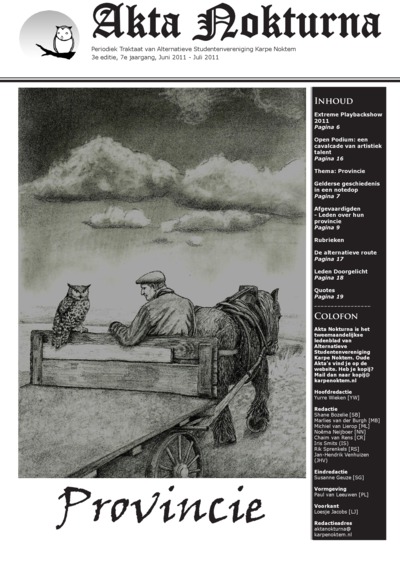 Akta Nokturna
Periodiek Traktaat van Alternatieve Studentenvereniging Karpe Noktem
3e editie, 7e jaargang, Juni 2011 - Juli 2011
Inhoud
Extreme Playbackshow
2011
Pagina 6
Open Podium: een
cavalcade van artistiek
talent
Pagina 16
Thema: Provincie
Gelderse geschiedenis
in een notedop
Pagina 7
Afgevaardigden
- Leden over hun
provincie
Pagina 9
Rubrieken
De alternatieve route
Pagina 17
Leden Doorgelicht
Pagina 18
Quotes
Pagina 19
Colofon
Akta Nokturna is het
tweemaandelijkse
ledenblad van
Alternatieve
Studentenvereniging
Karpe Noktem. Oude
Akta's vind je op de
website. Heb je kopij?
Mail dan naar kopij@
karpenoktem.nl
Hoofdredactie
Yurre Wieken [YW]
Redactie
Shane Bozelie [SB]
Marlies van der Burgh [MB]
Michiel van Lierop [ML]
Noëma Neijboer [NN]
Chaim van Rens [CR]
Iris Smits [IS]
Rik Sprenkels [RS]
Jan-Hendrik Venhuizen
[JHV]
Eindredactie
Susanne Geuze [SG]
Vormgeving
Paul van Leeuwen [PL]
Voorkant
Loesje Jacobs [LJ]
Redactieadres
aktanokturna@
karpenoktem.nl
Provincie